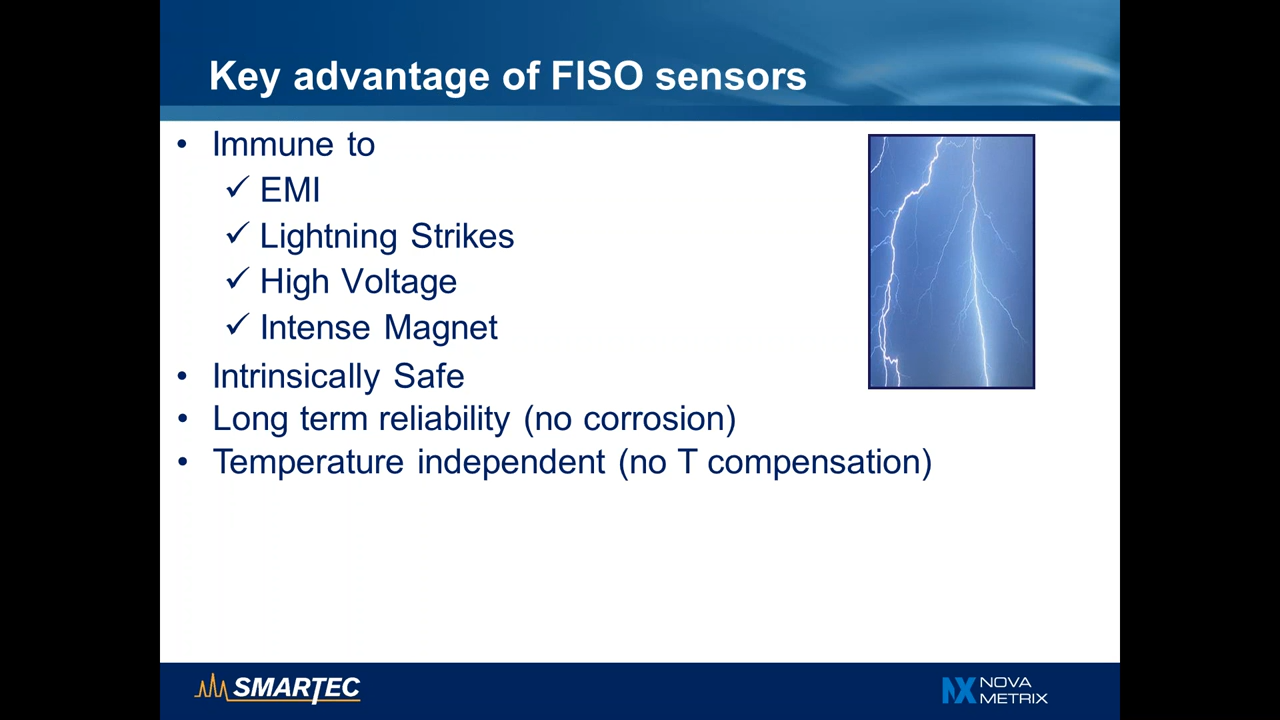 Key advantage of FISO sensors
• Immune to
✓ EMI
✓ Lightning Strikes
✓ High Voltage
✓ Intense Magnet
• Intrinsically Safe
• Long term reliability (no corrosion)
• Temperature independent (no T compensation)
SMARTEC
NOVA
METRIX